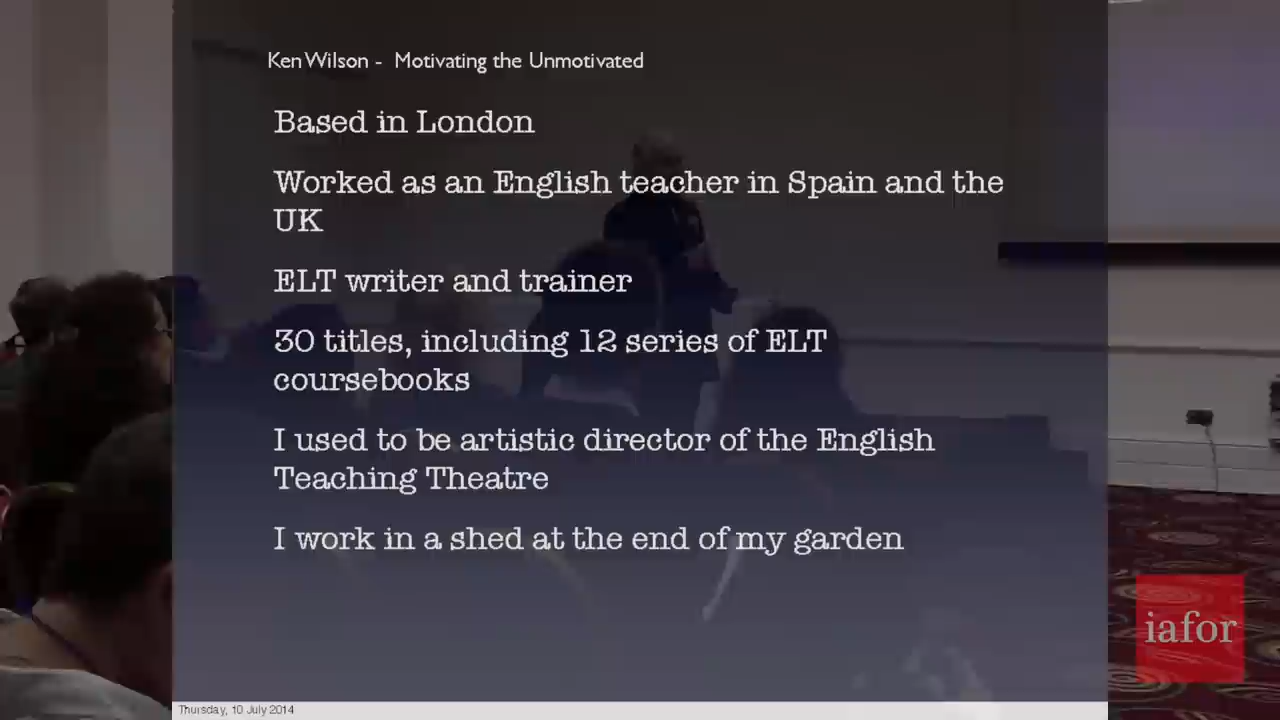 Ken Wilson - Motivating the Unmotivated
Based in London
Worked as an English teacher in Spain and the
UK
ELT writer and trainer
30 titles, including 12 series of ELT
coursebooks
I used to be artistic director of the English
Teaching Theatre
I work in a shed at the end of my garden
iafor
Thursday, 10 July 2014